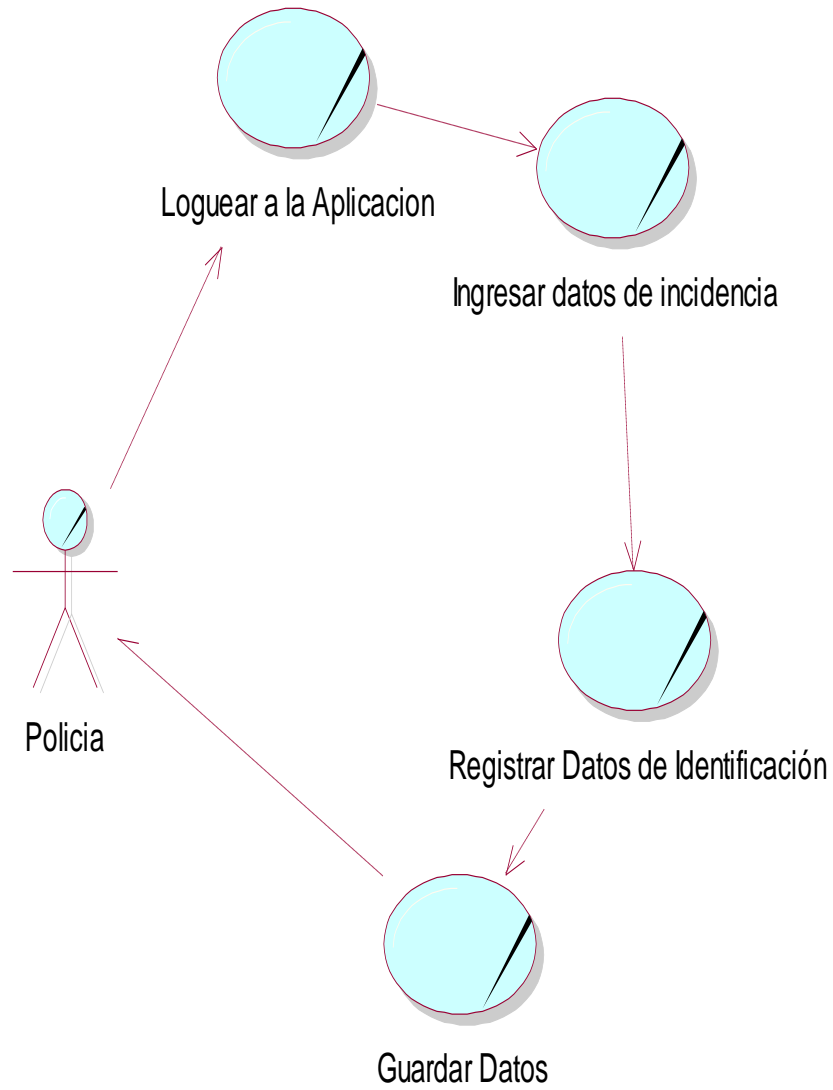 Loguear a la Aplicacion
Ingresar datos de incidencia
Policia
Registrar Datos de Identificación
Guardar Datos